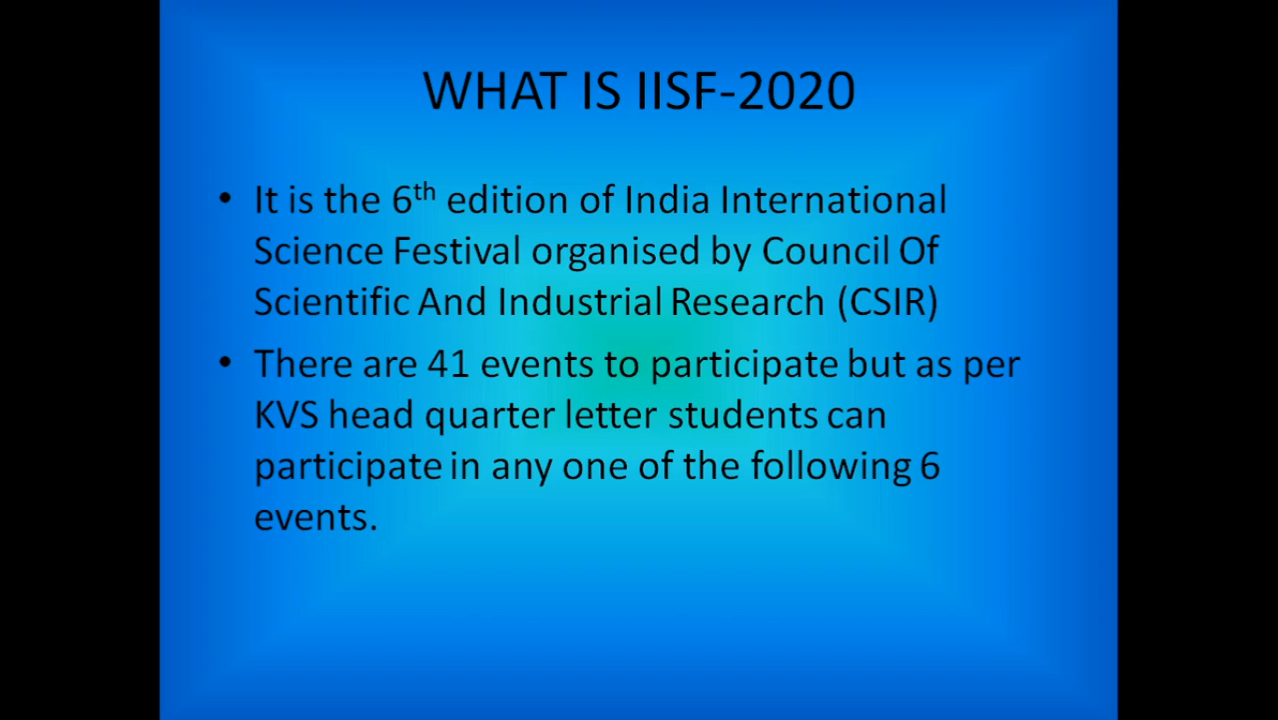 WHAT IS IISF-2020
• It is the 6th edition of India International
Science Festival organised by Council Of
Scientific And Industrial Research (CSIR)
• There are 41 events to participate but as per
KVS head quarter letter students can
participate in any one of the following 6
events.